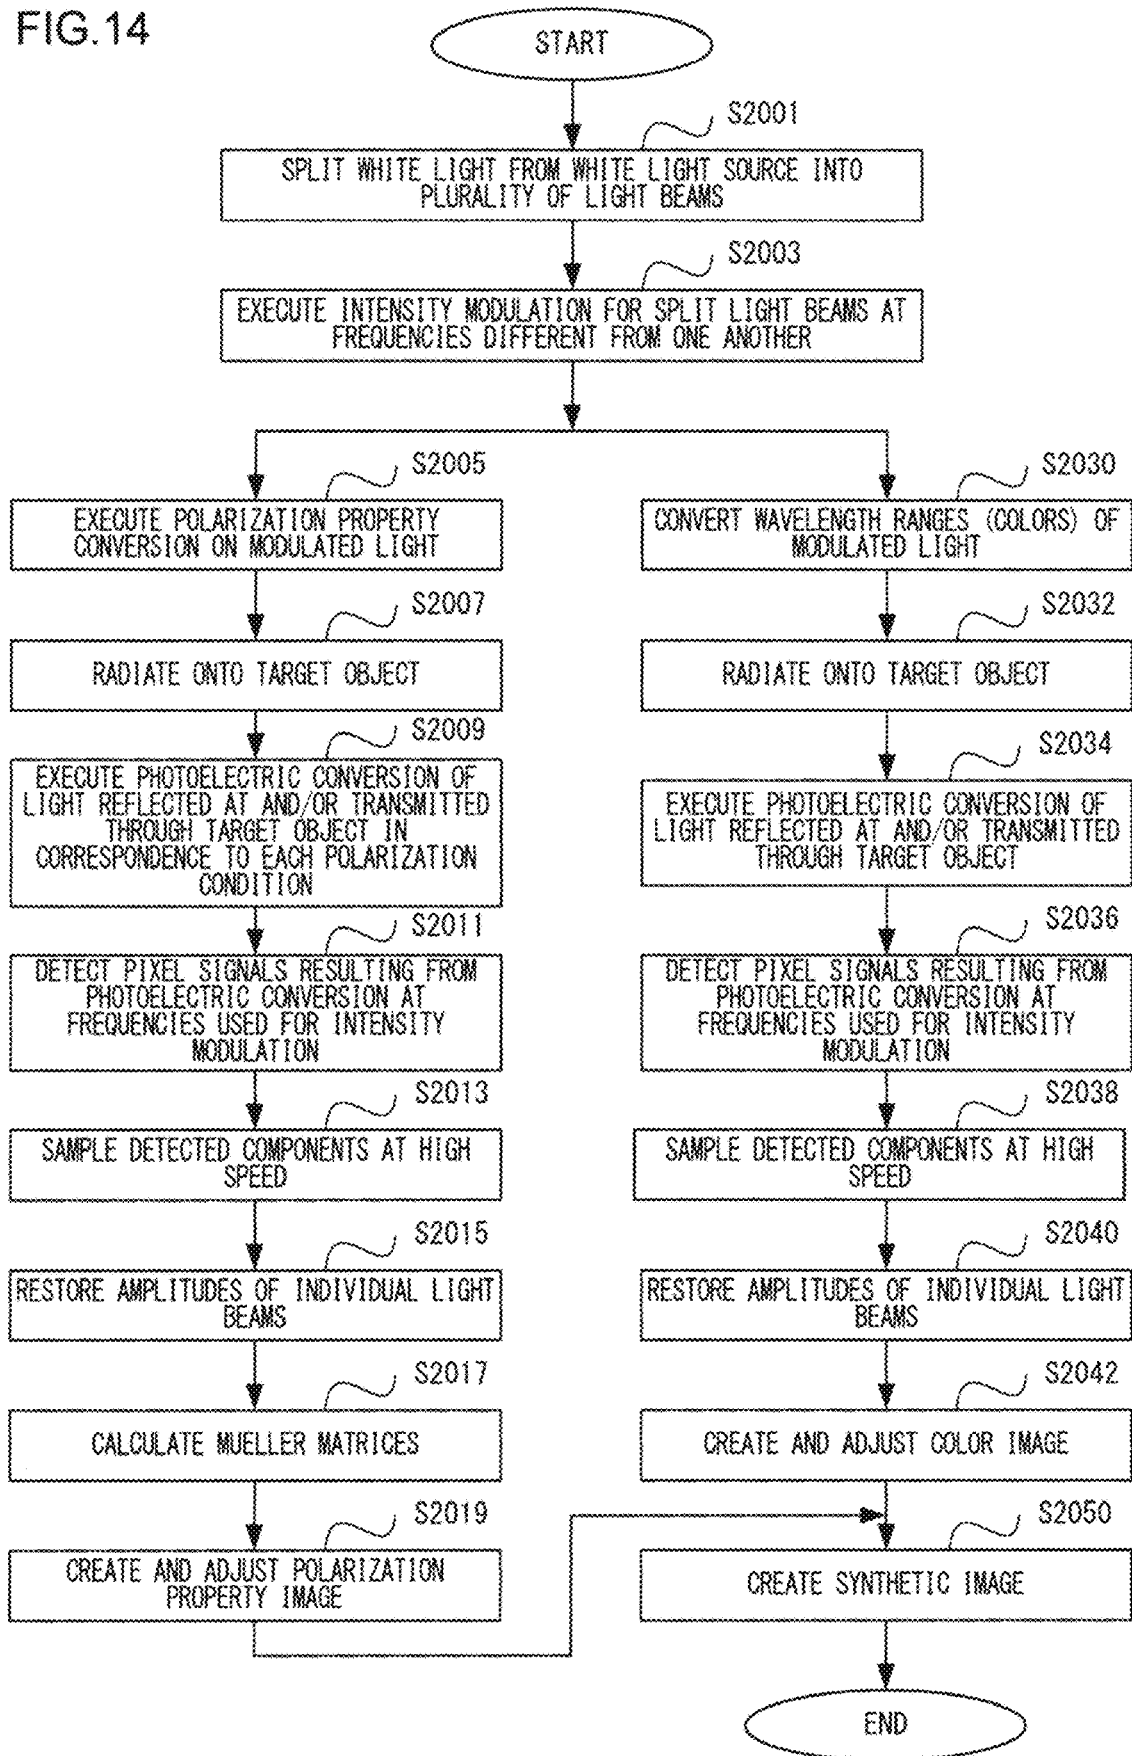 FIG.14
START
S2001
SPLIT WHITE LIGHT FROM WHITE LIGHT SOURCE INTO
PLURALITY OF LIGHT BEAMS
S2003
EXECUTE INTENSITY MODULATION FOR SPLIT LIGHT BEAMS AT
FREQUENCIES DIFFERENT FROM ONE ANOTHER
S2005
EXECUTE POLARIZATION PROPERTY
CONVERSION ON MODULATED LIGHT
S2007
RADIATE ONTO TARGET OBJECT
S2009
EXECUTE PHOTOELECTRIC CONVERSION OF
LIGHT REFLECTED AT AND/OR TRANSMITTED
THROUGH TARGET OBJECT IN
CORRESPONDENCE TO EACH POLARIZATION
CONDITION
S2011
DETECT PIXEL SIGNALS RESULTING FROM
PHOTOELECTRIC CONVERSION AT
FREQUENCIES USED FOR INTENSITY
MODULATION
S2013
SAMPLE DETECTED COMPONENTS AT HIGH
SPEED
S2015
RESTORE AMPLITUDES OF INDIVIDUAL LIGHT
BEAMS
S2017
CALCULATE MUELLER MATRICES
S2019
CREATE AND ADJUST POLARIZATION
PROPERTY IMAGE
S2030
CONVERT WAVELENGTH RANGES (COLORS) OF
MODULATED LIGHT
S2032
RADIATE ONTO TARGET OBJECT
S2034
EXECUTE PHOTOELECTRIC CONVERSION OF
LIGHT REFLECTED AT AND/OR TRANSMITTED
THROUGH TARGET OBJECT
S2036
DETECT PIXEL SIGNALS RESULTING FROM
PHOTOELECTRIC CONVERSION AT
FREQUENCIES USED FOR INTENSITY
MODULATION
S2038
SAMPLE DETECTED COMPONENTS AT HIGH
SPEED
S2040
RESTORE AMPLITUDES OF INDIVIDUAL LIGHT
BEAMS
S2042
CREATE AND ADJUST COLOR IMAGE
S2050
CREATE SYNTHETIC IMAGE
END